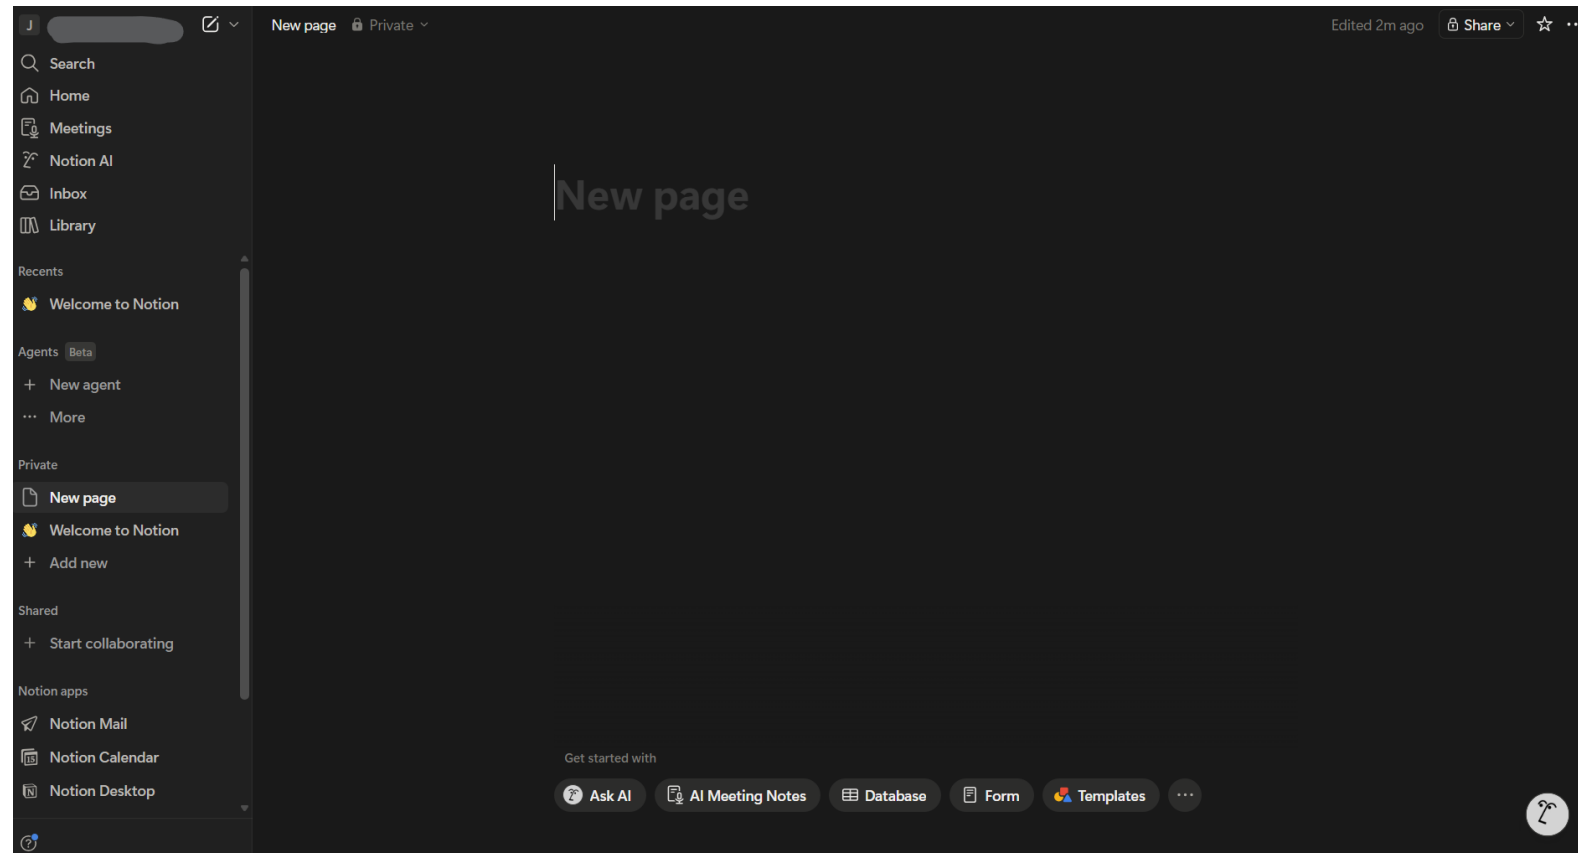 J
New page Private
Edited 2m ago Share
Search
Home
Meetings
Notion AI
Inbox
Library
Recents
Welcome to Notion
Agents Beta
New agent
More
Private
New page
Welcome to Notion
Add new
Shared
Start collaborating
Notion apps
Notion Mail
Notion Calendar
Notion Desktop
New page
Get started with
Ask AI AI Meeting Notes Database Form Templates